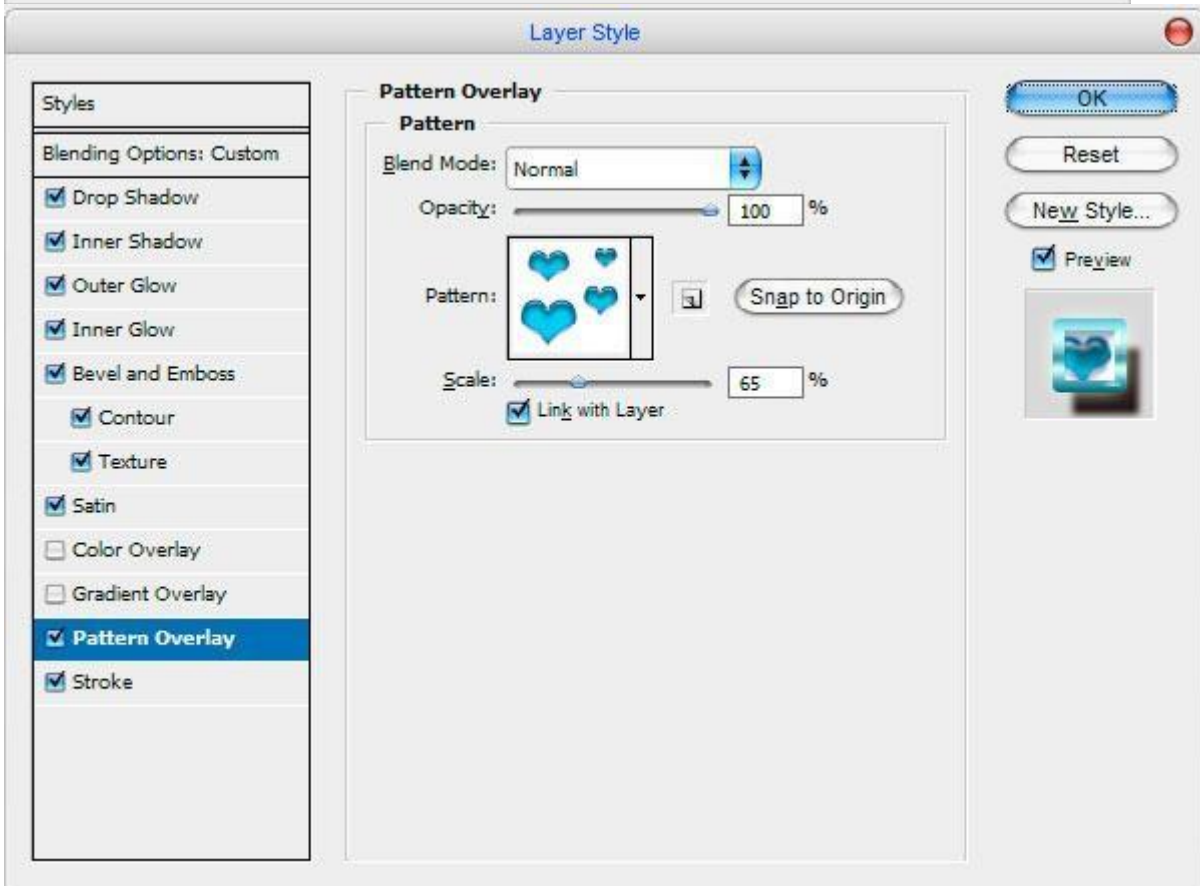 Layer Style
Styles
Blending Options: Custom
Drop Shadow
Inner Shadow
Outer Glow
Inner Glow
Bevel and Emboss
Contour
Texture
Satin
Color Overlay
Gradient Overlay
Pattern Overlay
Stroke
Pattern Overlay
Pattern
Blend Mode: Normal
Opacity: 100 %
Pattern: Snap to Origin
Scale: 65 %
Link with Layer
OK
Reset
New Style...
Preview